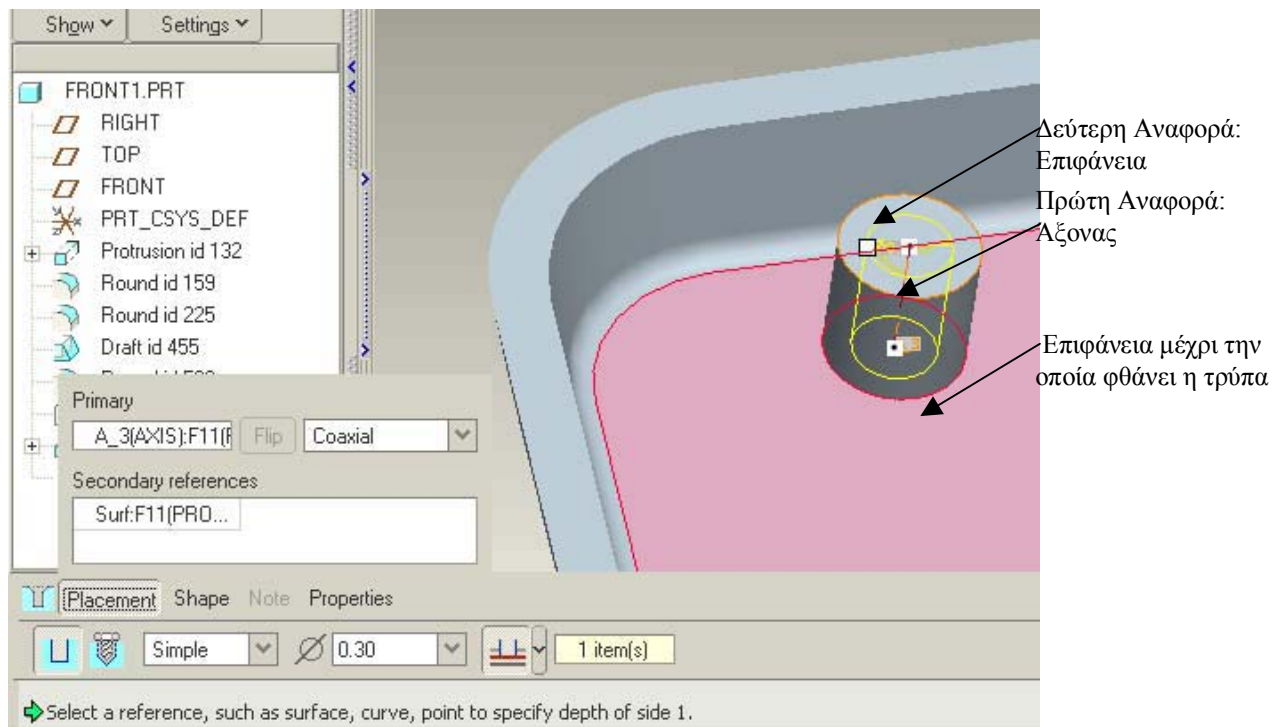 Show Settings
FRONT1.PRT
RIGHT
TOP
FRONT
PRT_CSYS_DEF
Protrusion id 132
Round id 159
Round id 225
Draft id 455
Primary
A_3(AXIS):F11(F Flip Coaxial
Secondary references
Surf:F11(PRO...
Placement Shape Note Properties
Simple 0.30 1 item(s)
Select a reference, such as surface, curve, point to specify depth of side 1.
Δεύτερη Αναφορά:
Επιφάνεια
Πρώτη Αναφορά:
Αξονας
Επιφάνεια μέχρι την
οποία φθάνει η τρύπα